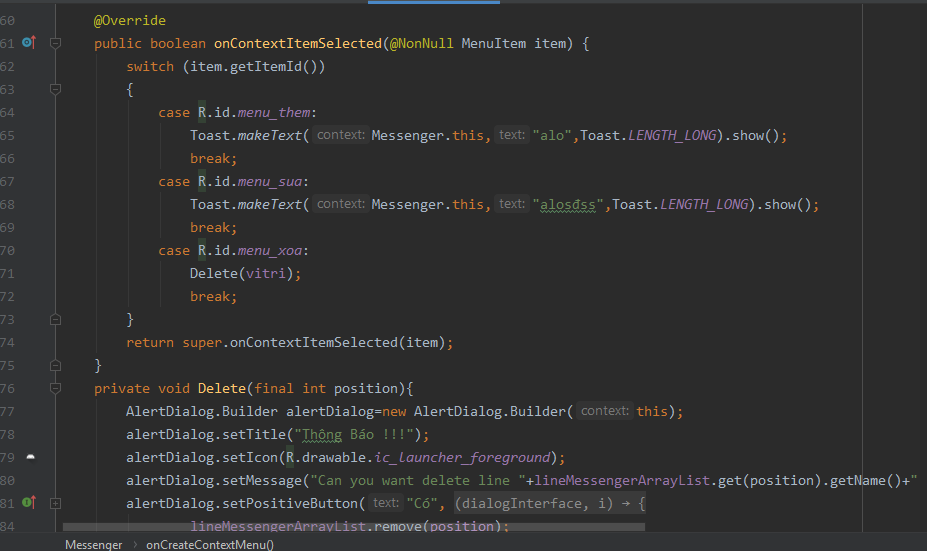 60 @Override
61 public boolean onContextItemSelected(@NonNull MenuItem item) {
62 switch (item.getItemId())
63 {
64 case R.id.menu_them:
65 Toast.makeText( context: Messenger.this, text: "alo",Toast.LENGTH_LONG).show();
66 break;
67 case R.id.menu_sua:
68 Toast.makeText( context: Messenger.this, text: "alosđss",Toast.LENGTH_LONG).show();
69 break;
70 case R.id.menu_xoa:
71 Delete(vitri);
72 break;
73 }
74 return super.onContextItemSelected(item);
75 }
76 private void Delete(final int position){
77 AlertDialog.Builder alertDialog=new AlertDialog.Builder( context: this);
78 alertDialog.setTitle("Thông Báo !!!");
79 alertDialog.setIcon(R.drawable.ic_launcher_foreground);
80 alertDialog.setMessage("Can you want delete line "+lineMessengerArrayList.get(position).getName()+"
81 alertDialog.setPositiveButton( text: "Có", (dialogInterface, i) → {
84 lineMessengerArrayList.remove(position);
Messenger › onCreateContextMenu()